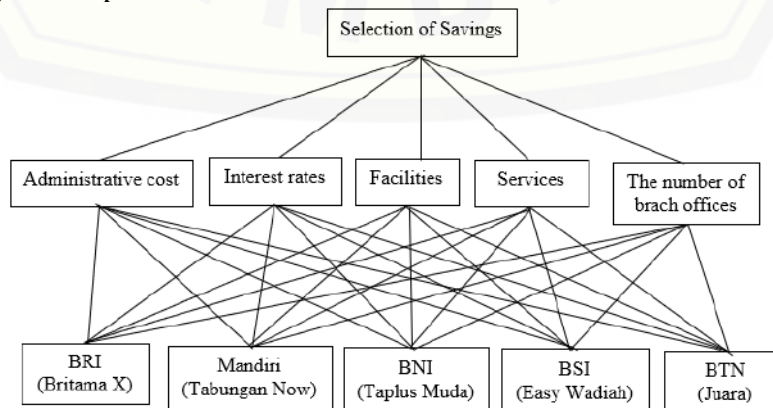 Selection of Savings
Administrative cost
Interest rates
Facilities
Services
The number of
brach offices
BRI
(Britama X)
Mandiri
(Tabungan Now)
BNI
(Taplus Muda)
BSI
(Easy Wadiah)
BTN
(Juara)